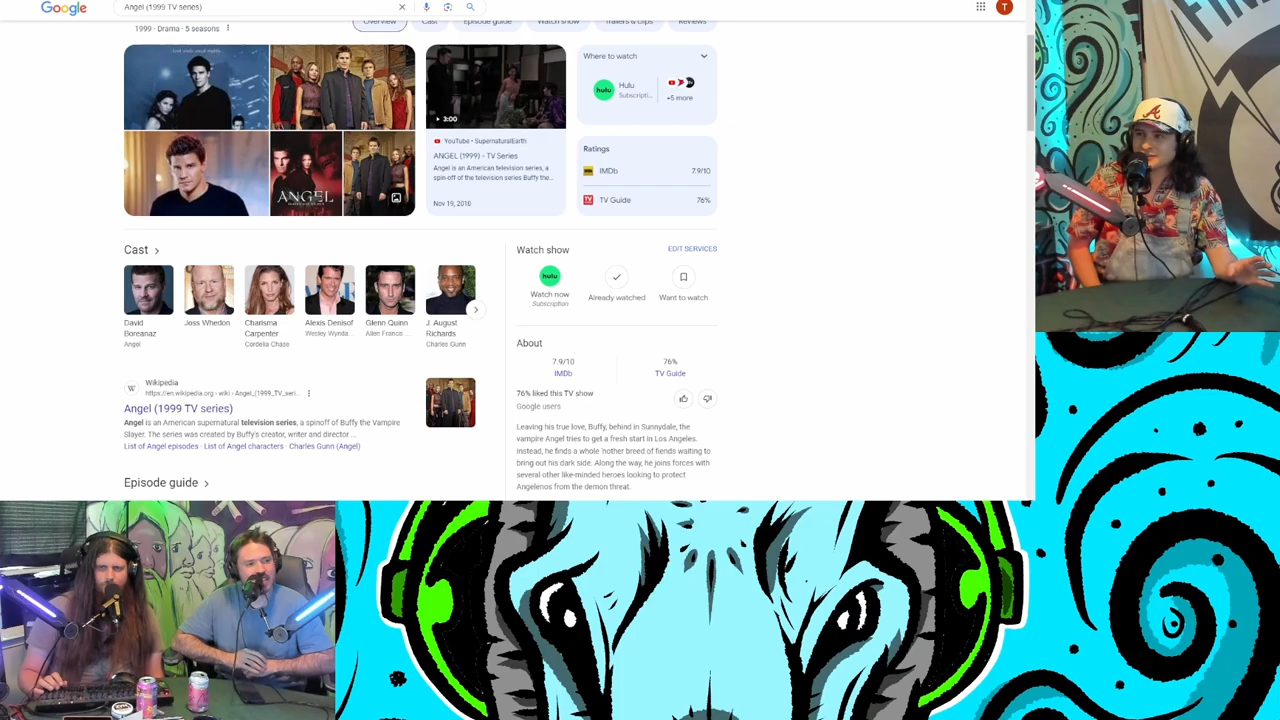 Google
Angel (1999 TV series)
T
1999 · Drama · 5 seasons
Overview
Cast
Episode guide
Watch show
Trailers & clips
Reviews
ANGEL
3:00
YouTube · SupernaturalEarth
ANGEL (1999) - TV Series
Angel is an American television series, a
spin-off of the television series Buffy the...
Nov 19, 2010
Where to watch
hulu
Hulu
Subscripti...
+5 more
Ratings
IMDb
7.9/10
TV Guide
76%
Cast
David
Boreanaz
Angel
Joss Whedon
Charisma
Carpenter
Cordelia Chase
Alexis Denisof
Wesley Wynda...
Glenn Quinn
Allen Franci ...
J. August
Richards
Charles Gunn
Watch show
EDIT SERVICES
hulu
Watch now
Subscription
Already watched
Want to watch
About
7.9/10
IMDb
76%
TV Guide
76% liked this TV show
Google users
Leaving his true love, Buffy, behind in Sunnydale, the
vampire Angel tries to get a fresh start in Los Angeles.
Instead, he finds a whole 'nother breed of fiends waiting to
bring out his dark side. Along the way, he joins forces with
several other like-minded heroes looking to protect
Angelenos from the demon threat.
W
Wikipedia
https://en.wikipedia.org › wiki › Angel_(1999_TV_seri...
Angel (1999 TV series)
Angel is an American supernatural television series, a spinoff of Buffy the Vampire
Slayer. The series was created by Buffy's creator, writer and director ...
List of Angel episodes · List of Angel characters · Charles Gunn (Angel)
Episode guide
A